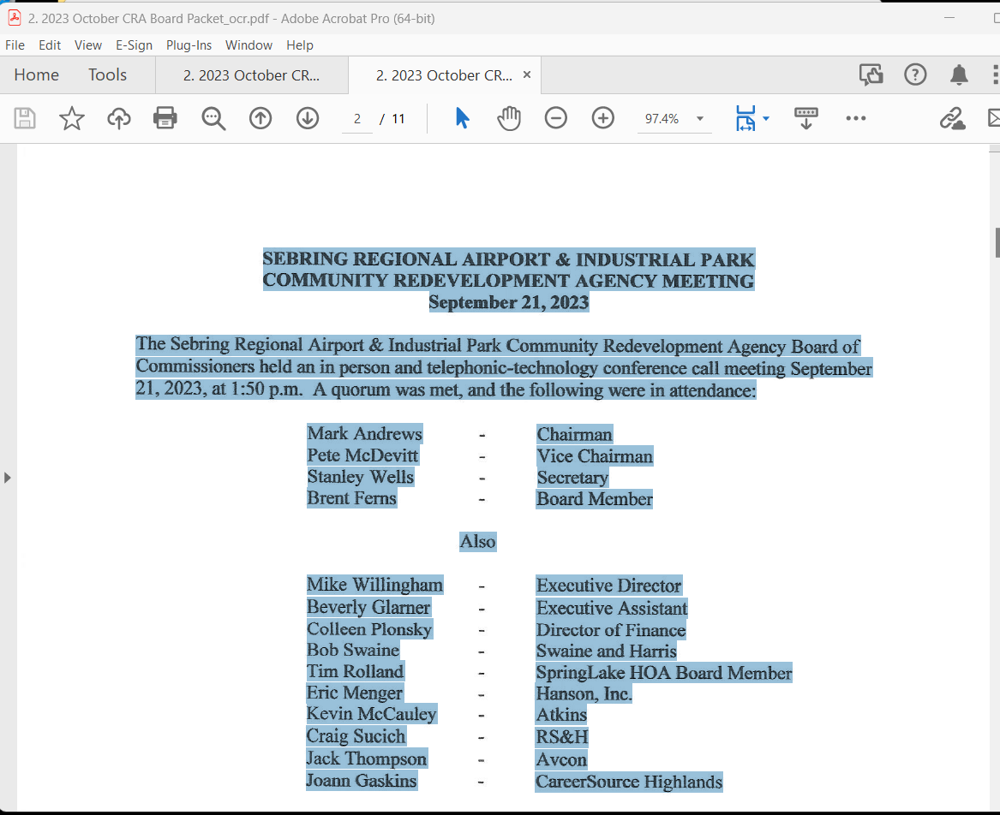 2. 2023 October CRA Board Packet_ocr.pdf - Adobe Acrobat Pro (64-bit)
File Edit View E-Sign Plug-Ins Window Help
Home Tools 2. 2023 October CR... 2. 2023 October CR... ×
2 / 11 97.4%
SEBRING REGIONAL AIRPORT & INDUSTRIAL PARK
COMMUNITY REDEVELOPMENT AGENCY MEETING
September 21, 2023
The Sebring Regional Airport & Industrial Park Community Redevelopment Agency Board of
Commissioners held an in person and telephonic-technology conference call meeting September
21, 2023, at 1:50 p.m. A quorum was met, and the following were in attendance:
Mark Andrews - Chairman
Pete McDevitt - Vice Chairman
Stanley Wells - Secretary
Brent Ferns - Board Member
Also
Mike Willingham - Executive Director
Beverly Glarner - Executive Assistant
Colleen Plonsky - Director of Finance
Bob Swaine - Swaine and Harris
Tim Rolland - SpringLake HOA Board Member
Eric Menger - Hanson, Inc.
Kevin McCauley - Atkins
Craig Sucich - RS&H
Jack Thompson - Avcon
Joann Gaskins - CareerSource Highlands